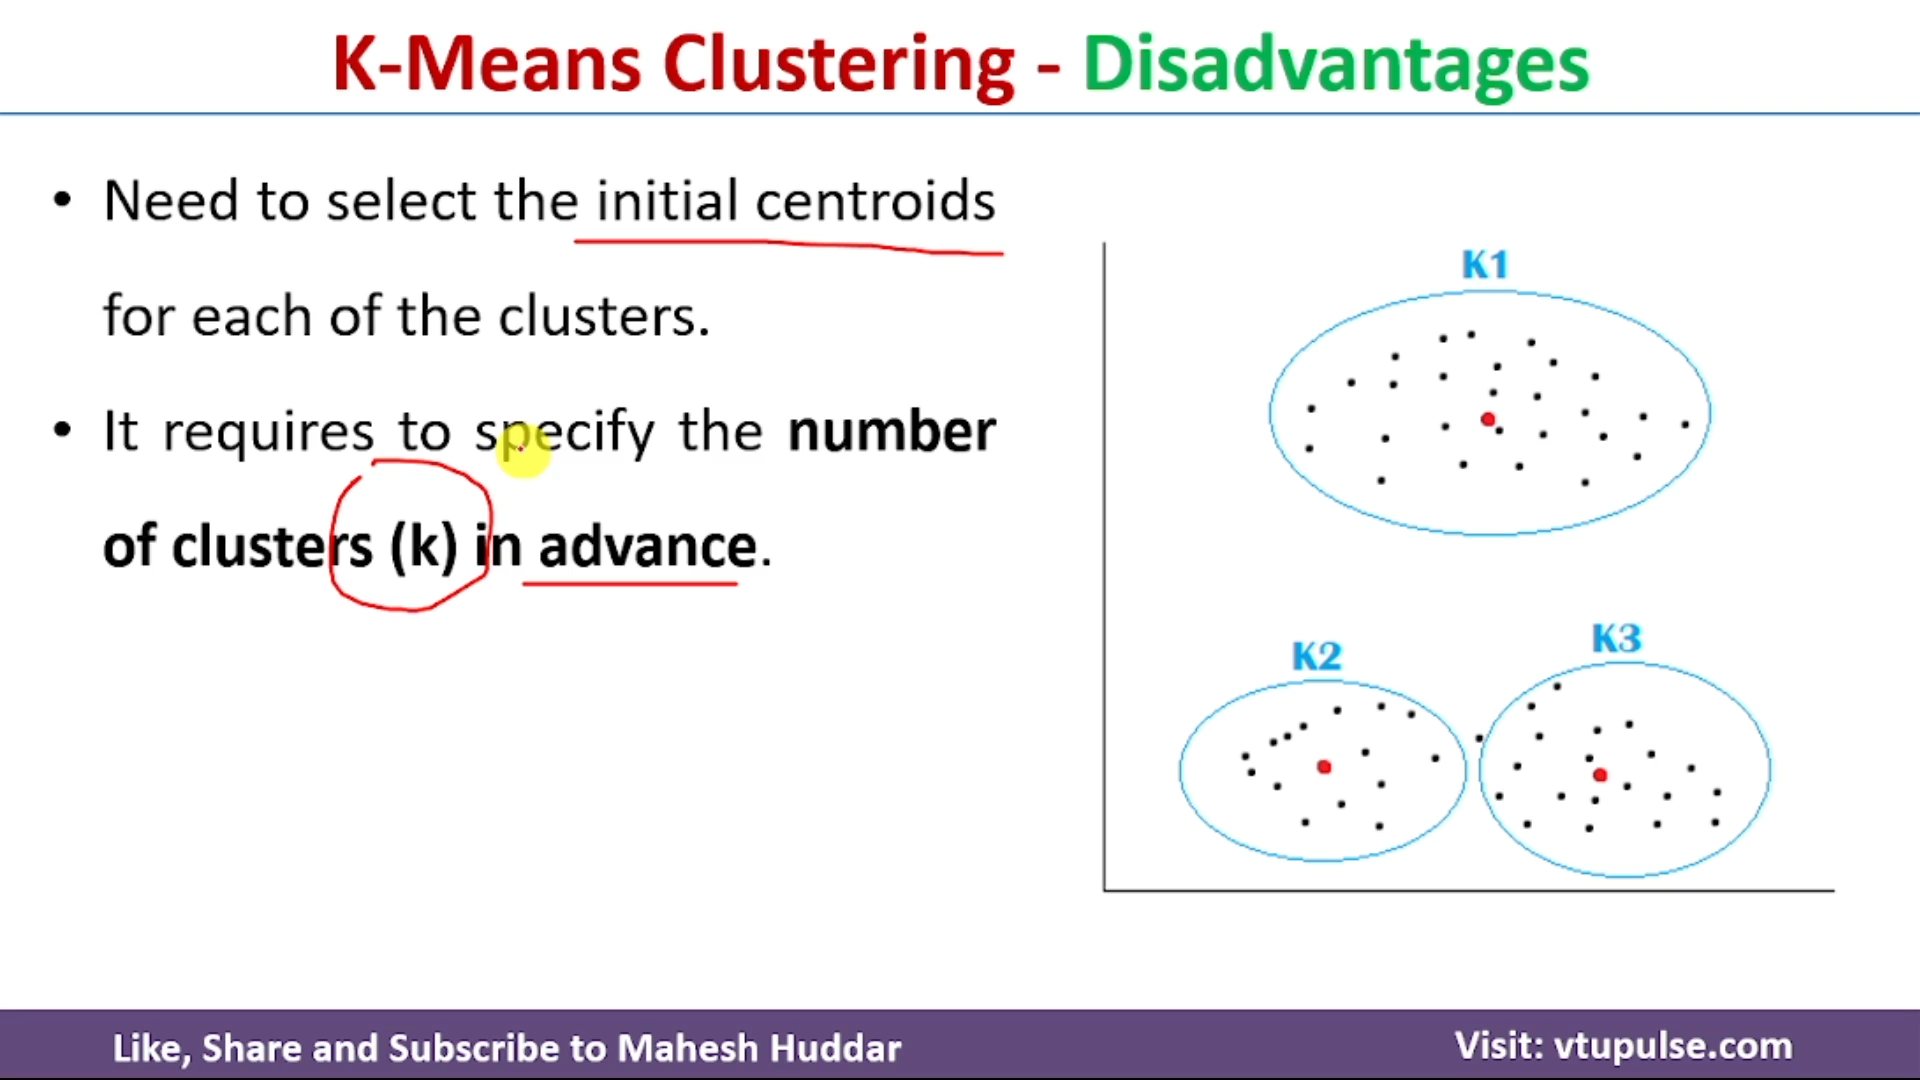 K-Means Clustering - Disadvantages
• Need to select the initial centroids
for each of the clusters.
• It requires to specify the number
of clusters (k) in advance.
K1
K2
K3
Like, Share and Subscribe to Mahesh Huddar
Visit: vtupulse.com